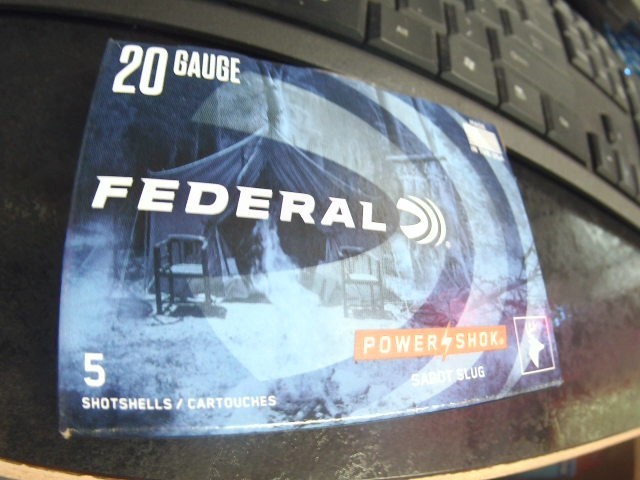 20 GAUGE
FEDERAL
POWER SHOK
SABOT SLUG
5
SHOTSHELLS / CARTOUCHES